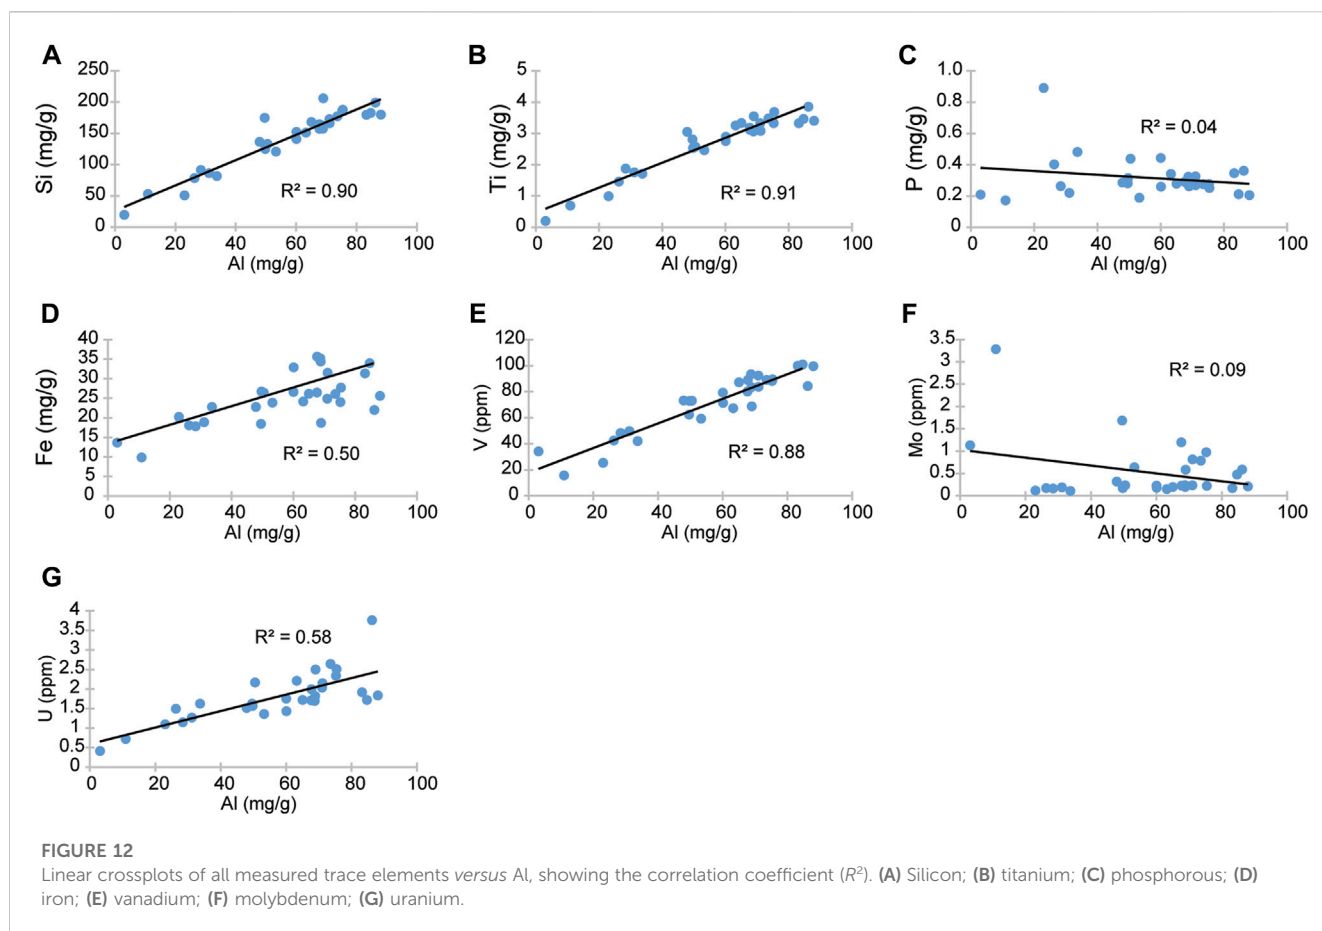 A
B
C
250
200
150
100
50
0
Si (mg/g)
R² = 0.90
0 20 40 60 80 100
Al (mg/g)
5
4
3
2
1
0
Ti (mg/g)
R² = 0.91
0 20 40 60 80 100
Al (mg/g)
1.0
0.8
0.6
0.4
0.2
0
P (mg/g)
R² = 0.04
0 20 40 60 80 100
Al (mg/g)
D
E
F
40
35
30
25
20
15
10
5
0
Fe (mg/g)
R² = 0.50
0 20 40 60 80 100
Al (mg/g)
120
100
80
60
40
20
0
V (ppm)
R² = 0.88
0 20 40 60 80 100
Al (mg/g)
3.5
3
2.5
2
1.5
1
0.5
0
Mo (ppm)
R² = 0.09
0 20 40 60 80 100
Al (mg/g)
G
4
3.5
3
2.5
2
1.5
1
0.5
0
U (ppm)
R² = 0.58
0 20 40 60 80 100
Al (mg/g)
FIGURE 12
Linear crossplots of all measured trace elements versus Al, showing the correlation coefficient (R²). (A) Silicon; (B) titanium; (C) phosphorous; (D)
iron; (E) vanadium; (F) molybdenum; (G) uranium.